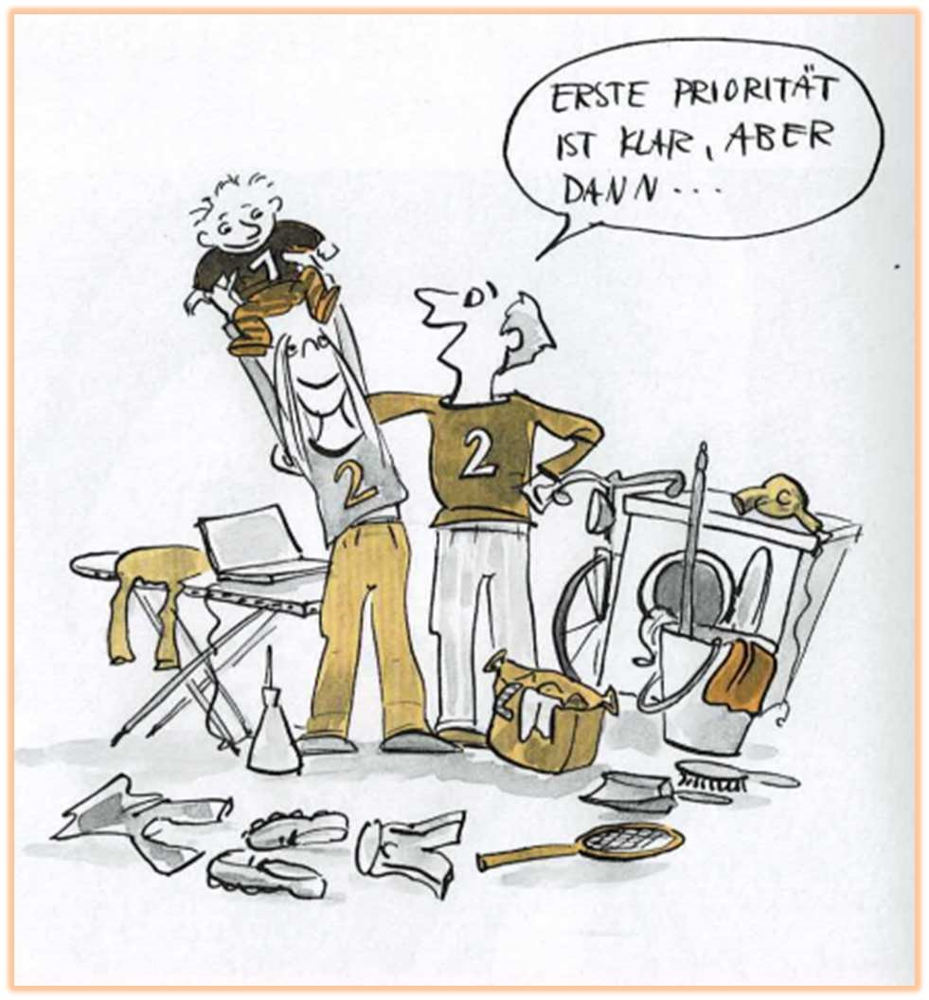 ERSTE PRIORITÄT
IST KLAR, ABER
DANN...
1
2
2